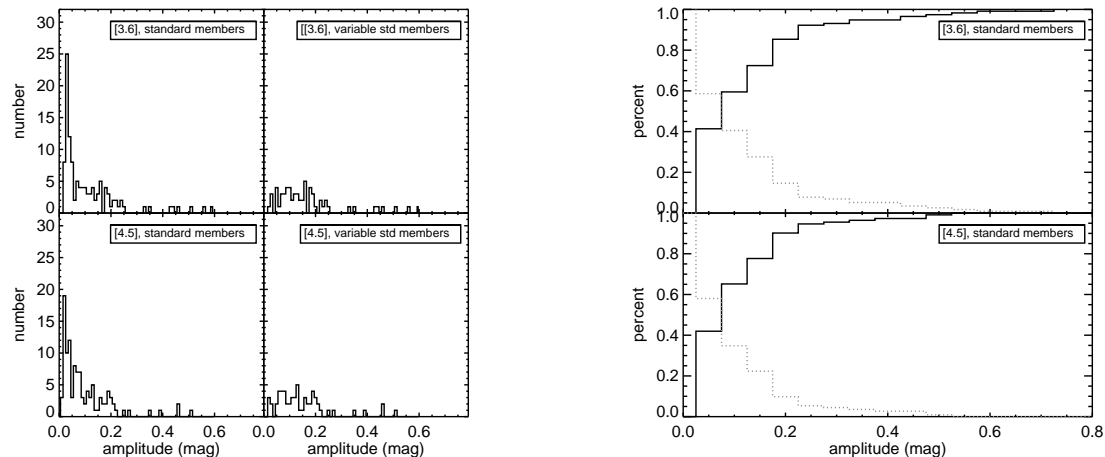 30
25
20
15
10
5
0
number
[3.6], standard members
[[3.6], variable std members
30
25
20
15
10
5
0
number
[4.5], standard members
[4.5], variable std members
0.0 0.2 0.4 0.6
0.0 0.2 0.4 0.6
amplitude (mag)
amplitude (mag)
1.0
0.8
0.6
0.4
0.2
0.0
percent
[3.6], standard members
1.0
0.8
0.6
0.4
0.2
0.0
percent
[4.5], standard members
0.0 0.2 0.4 0.6 0.8
amplitude (mag)